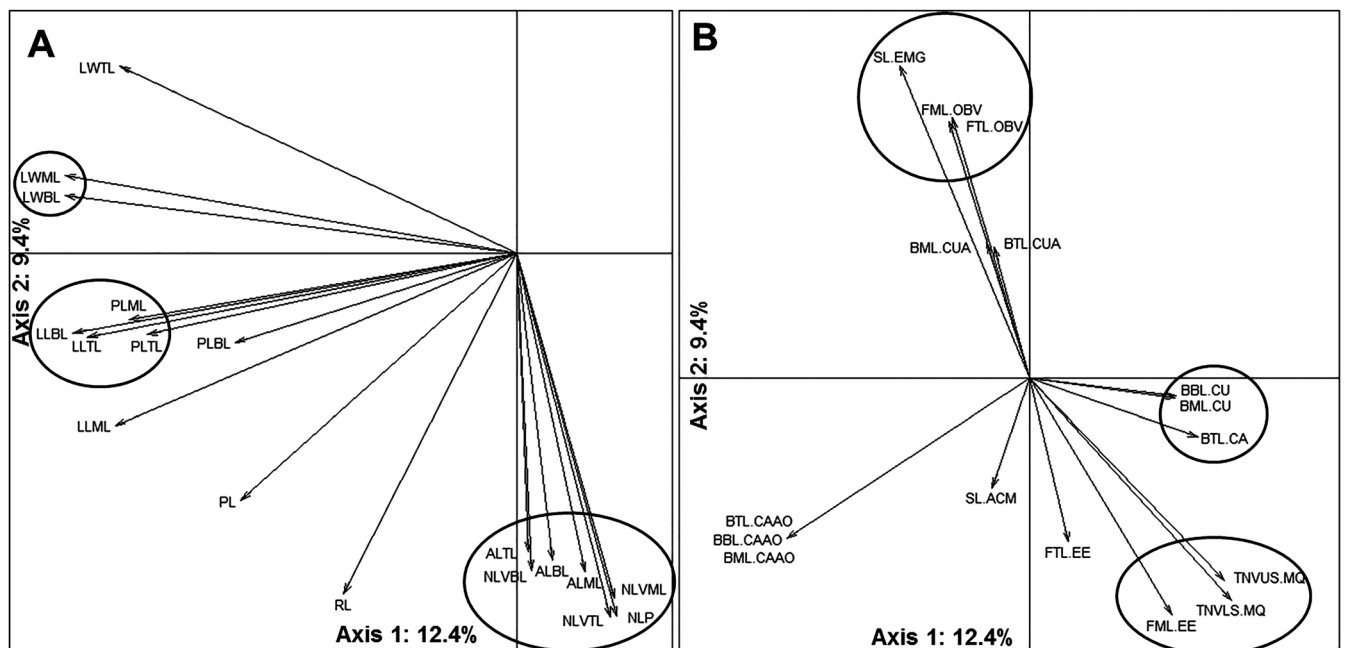 A
LWTL
LWML
LWBL
Axis 2: 9.4%
PLML
LLBL
LLTL
PLTL
PLBL
LLML
PL
RL
ALTL
NLVBL
ALBL
ALML
NLVML
NLVTL
NLP
Axis 1: 12.4%
B
SL.EMG
FML.OBV
FTL.OBV
BML.CUA
BTL.CUA
Axis 2: 9.4%
BBL.CU
BML.CU
BTL.CA
SL.ACM
BTL.CAAO
BBL.CAAO
BML.CAAO
FTL.EE
TNVUS.MQ
TNVLS.MQ
FML.EE
Axis 1: 12.4%